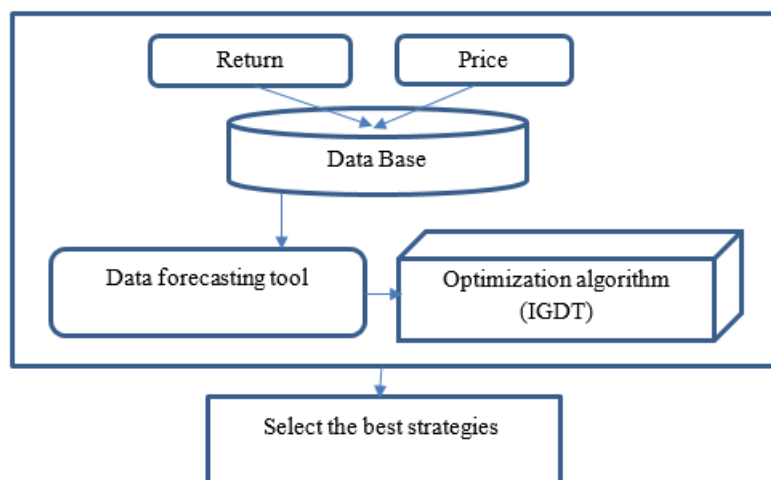 Return
Price
Data Base
Data forecasting tool
Optimization algorithm
(IGDT)
Select the best strategies